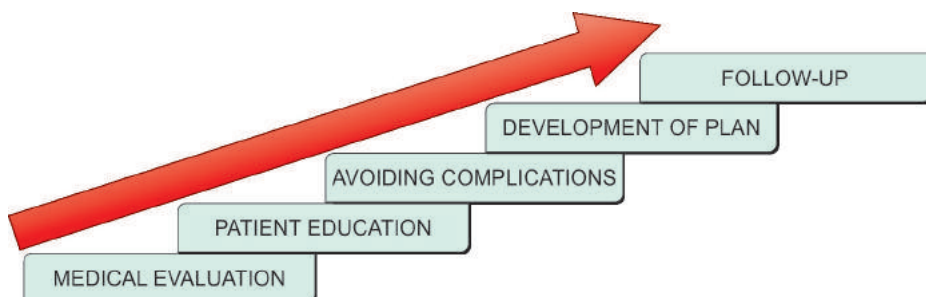 FOLLOW-UP
DEVELOPMENT OF PLAN
AVOIDING COMPLICATIONS
PATIENT EDUCATION
MEDICAL EVALUATION